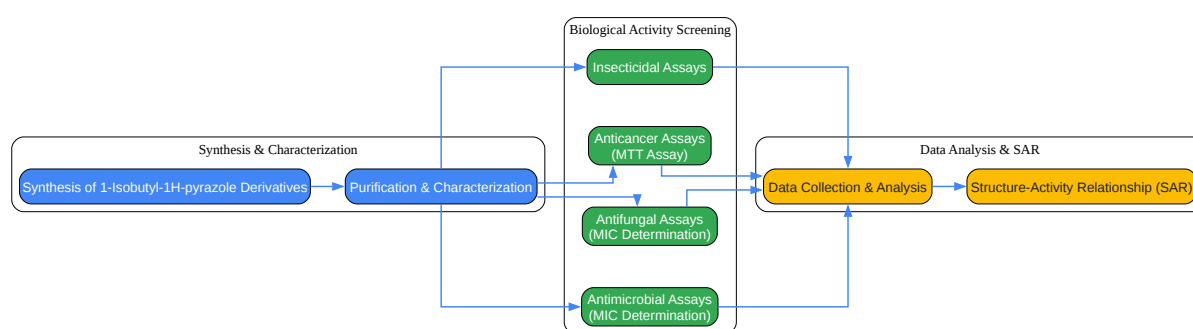 Synthesis & Characterization
Synthesis of 1-Isobutyl-1H-pyrazole Derivatives
Purification & Characterization
Biological Activity Screening
Insecticidal Assays
Anticancer Assays
(MTT Assay)
Antifungal Assays
(MIC Determination)
Antimicrobial Assays
(MIC Determination)
Data Analysis & SAR
Data Collection & Analysis
Structure-Activity Relationship (SAR)